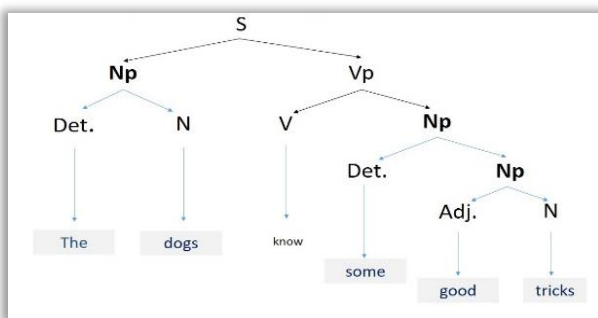 S
Np Vp
Det. N V Np
Det. Np
The dogs know Adj. N
some
good tricks